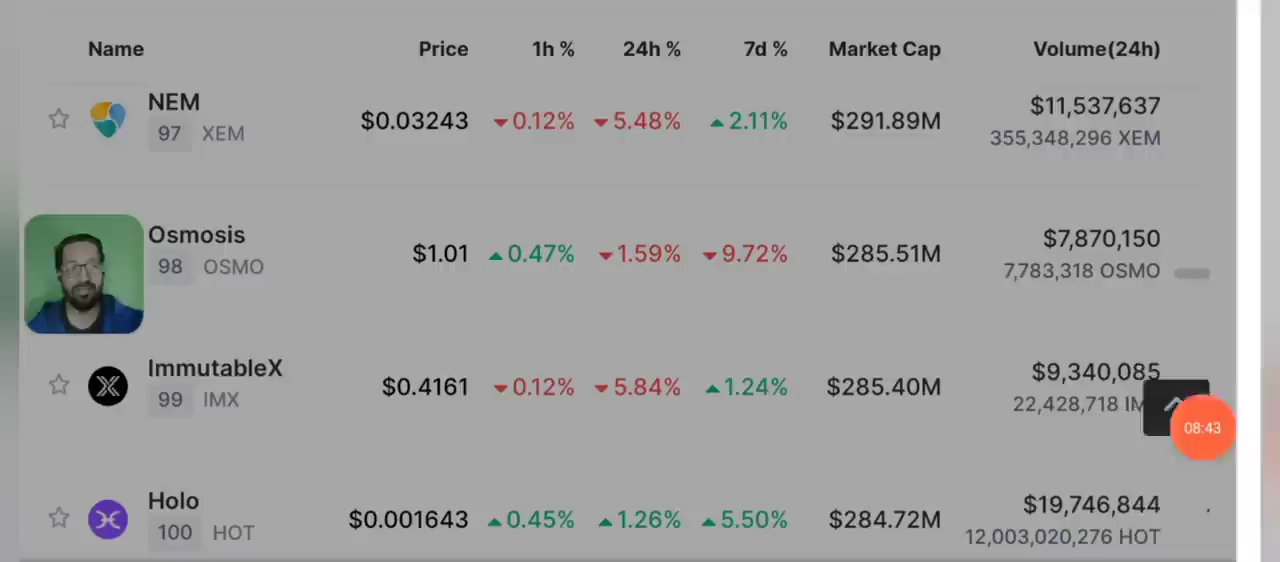 Name Price 1h % 24h % 7d % Market Cap Volume(24h)
NEM
97 XEM
$0.03243 0.12% 5.48% 2.11% $291.89M $11,537,637
355,348,296 XEM
Osmosis
98 OSMO
$1.01 0.47% 1.59% 9.72% $285.51M $7,870,150
7,783,318 OSMO
ImmutableX
99 IMX
$0.4161 0.12% 5.84% 1.24% $285.40M $9,340,085
22,428,718
08:43
Holo
100 HOT
$0.001643 0.45% 1.26% 5.50% $284.72M $19,746,844
12,003,020,276 HOT